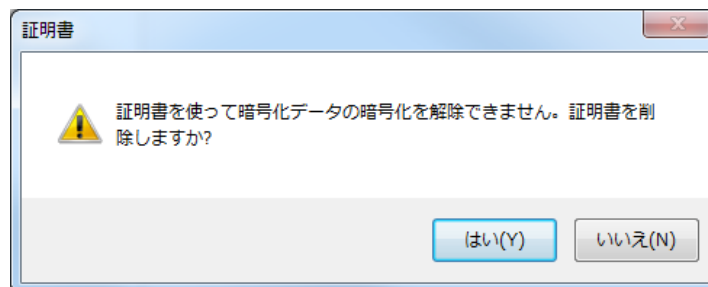 証明書
証明書を使って暗号化データの暗号化を解除できません。証明書を削
除しますか?
はい(Y)
いいえ(N)